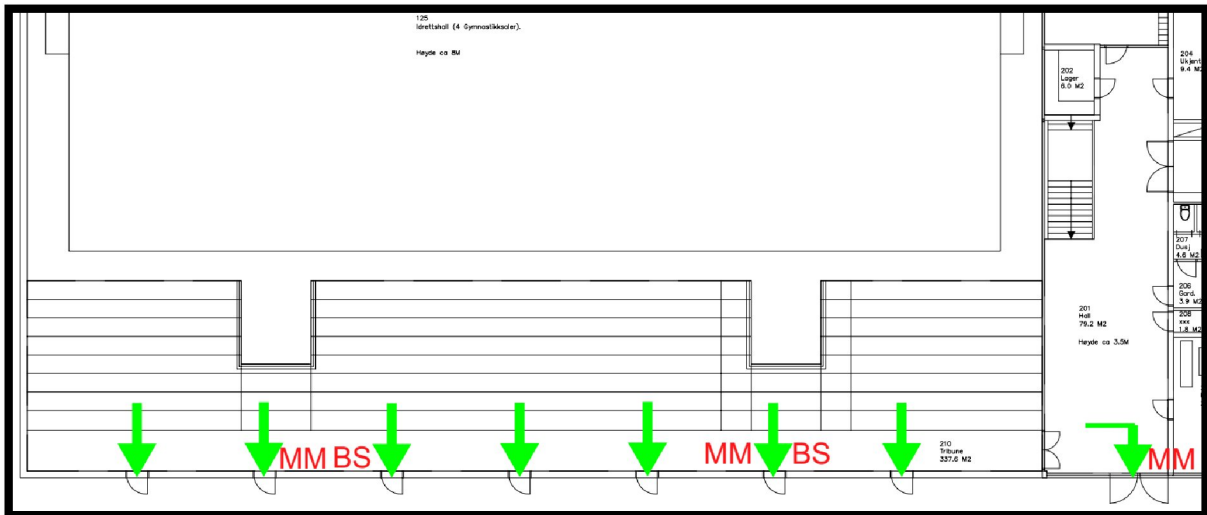 125
Idrettshall (4 Gymnastikksaler).
Høyde ca 8M
202
Lager
6.0 M2
204
Ukjent
9.4 M2
207
Dusj
4.6 M2
206
Gard.
3.9 M2
208
xxx
1.8 M2
201
Hall
79.2 M2
Høyde ca 3.5M
MM BS
MM BS
210
Tribune
337.6 M2
MM